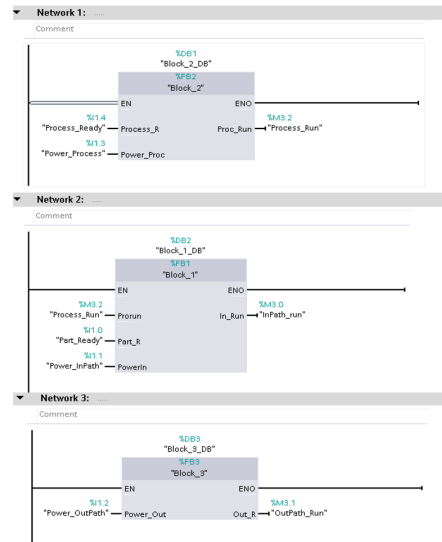 Network 1: .....
Comment
%DB1
"Block_2_DB"
%FB2
"Block_2"
EN ENO
%I1.4 %M3.2
"Process_Ready" Process_R Proc_Run "Process_Run"
%I1.3
"Power_Process" Power_Proc
Network 2: .....
Comment
%DB2
"Block_1_DB"
%FB1
"Block_1"
EN ENO
%M3.2 %M3.0
"Process_Run" Prorun In_Run "InPath_run"
%I1.0
"Part_Ready" Part_R
%I1.1
"Power_InPath" PowerIn
Network 3: .....
Comment
%DB3
"Block_3_DB"
%FB3
"Block_3"
EN ENO
%I1.2 %M3.1
"Power_OutPath" Power_Out Out_R "OutPath_Run"